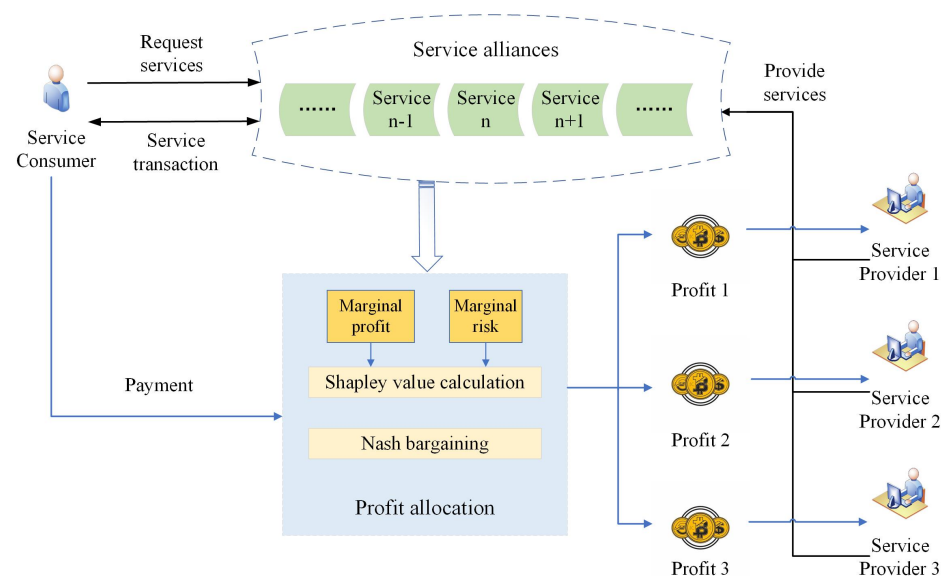 Request
services
Service alliances
Provide
services
......
Service
n-1
Service
n
Service
n+1
......
Service
Consumer
Service
transaction
Marginal
profit
Marginal
risk
Shapley value calculation
Nash bargaining
Profit allocation
Payment
Profit 1
Profit 2
Profit 3
Service
Provider 1
Service
Provider 2
Service
Provider 3